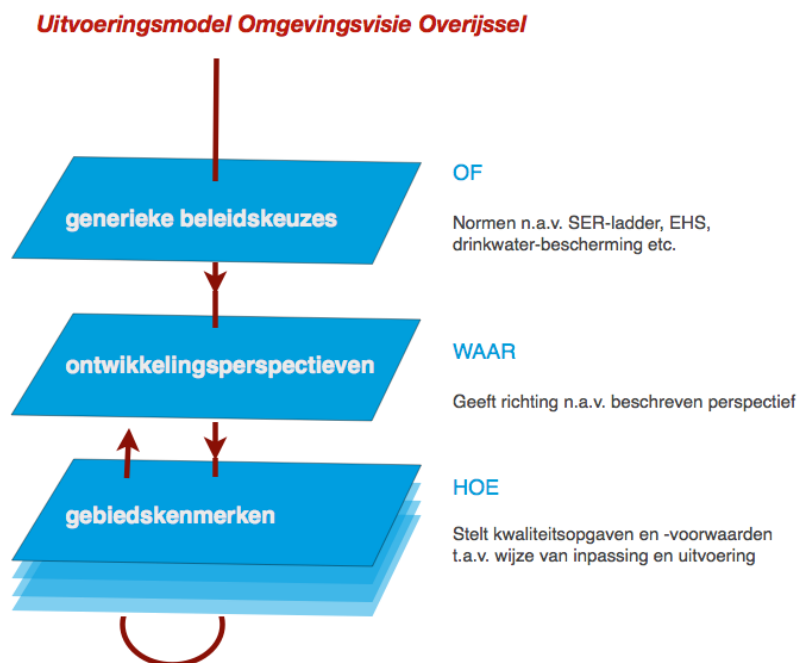 Uitvoeringsmodel Omgevingsvisie Overijssel
generieke beleidskeuzes
OF
Normen n.a.v. SER-ladder, EHS,
drinkwater-bescherming etc.
ontwikkelingsperspectieven
WAAR
Geeft richting n.a.v. beschreven perspectief
gebiedskenmerken
HOE
Stelt kwaliteitsopgaven en -voorwaarden
t.a.v. wijze van inpassing en uitvoering